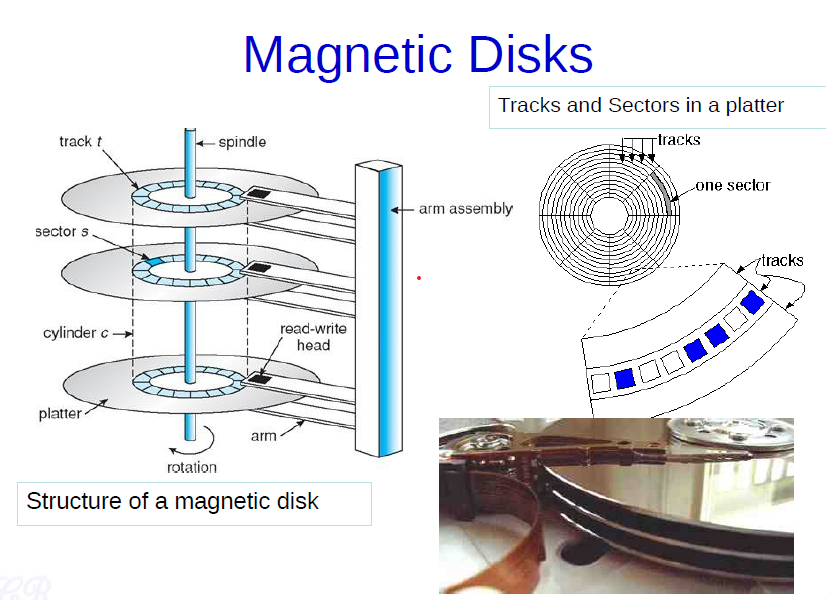 Magnetic Disks
Tracks and Sectors in a platter
track t
spindle
arm assembly
sector s
cylinder c
read-write
head
platter
arm
rotation
Structure of a magnetic disk
tracks
one sector
tracks